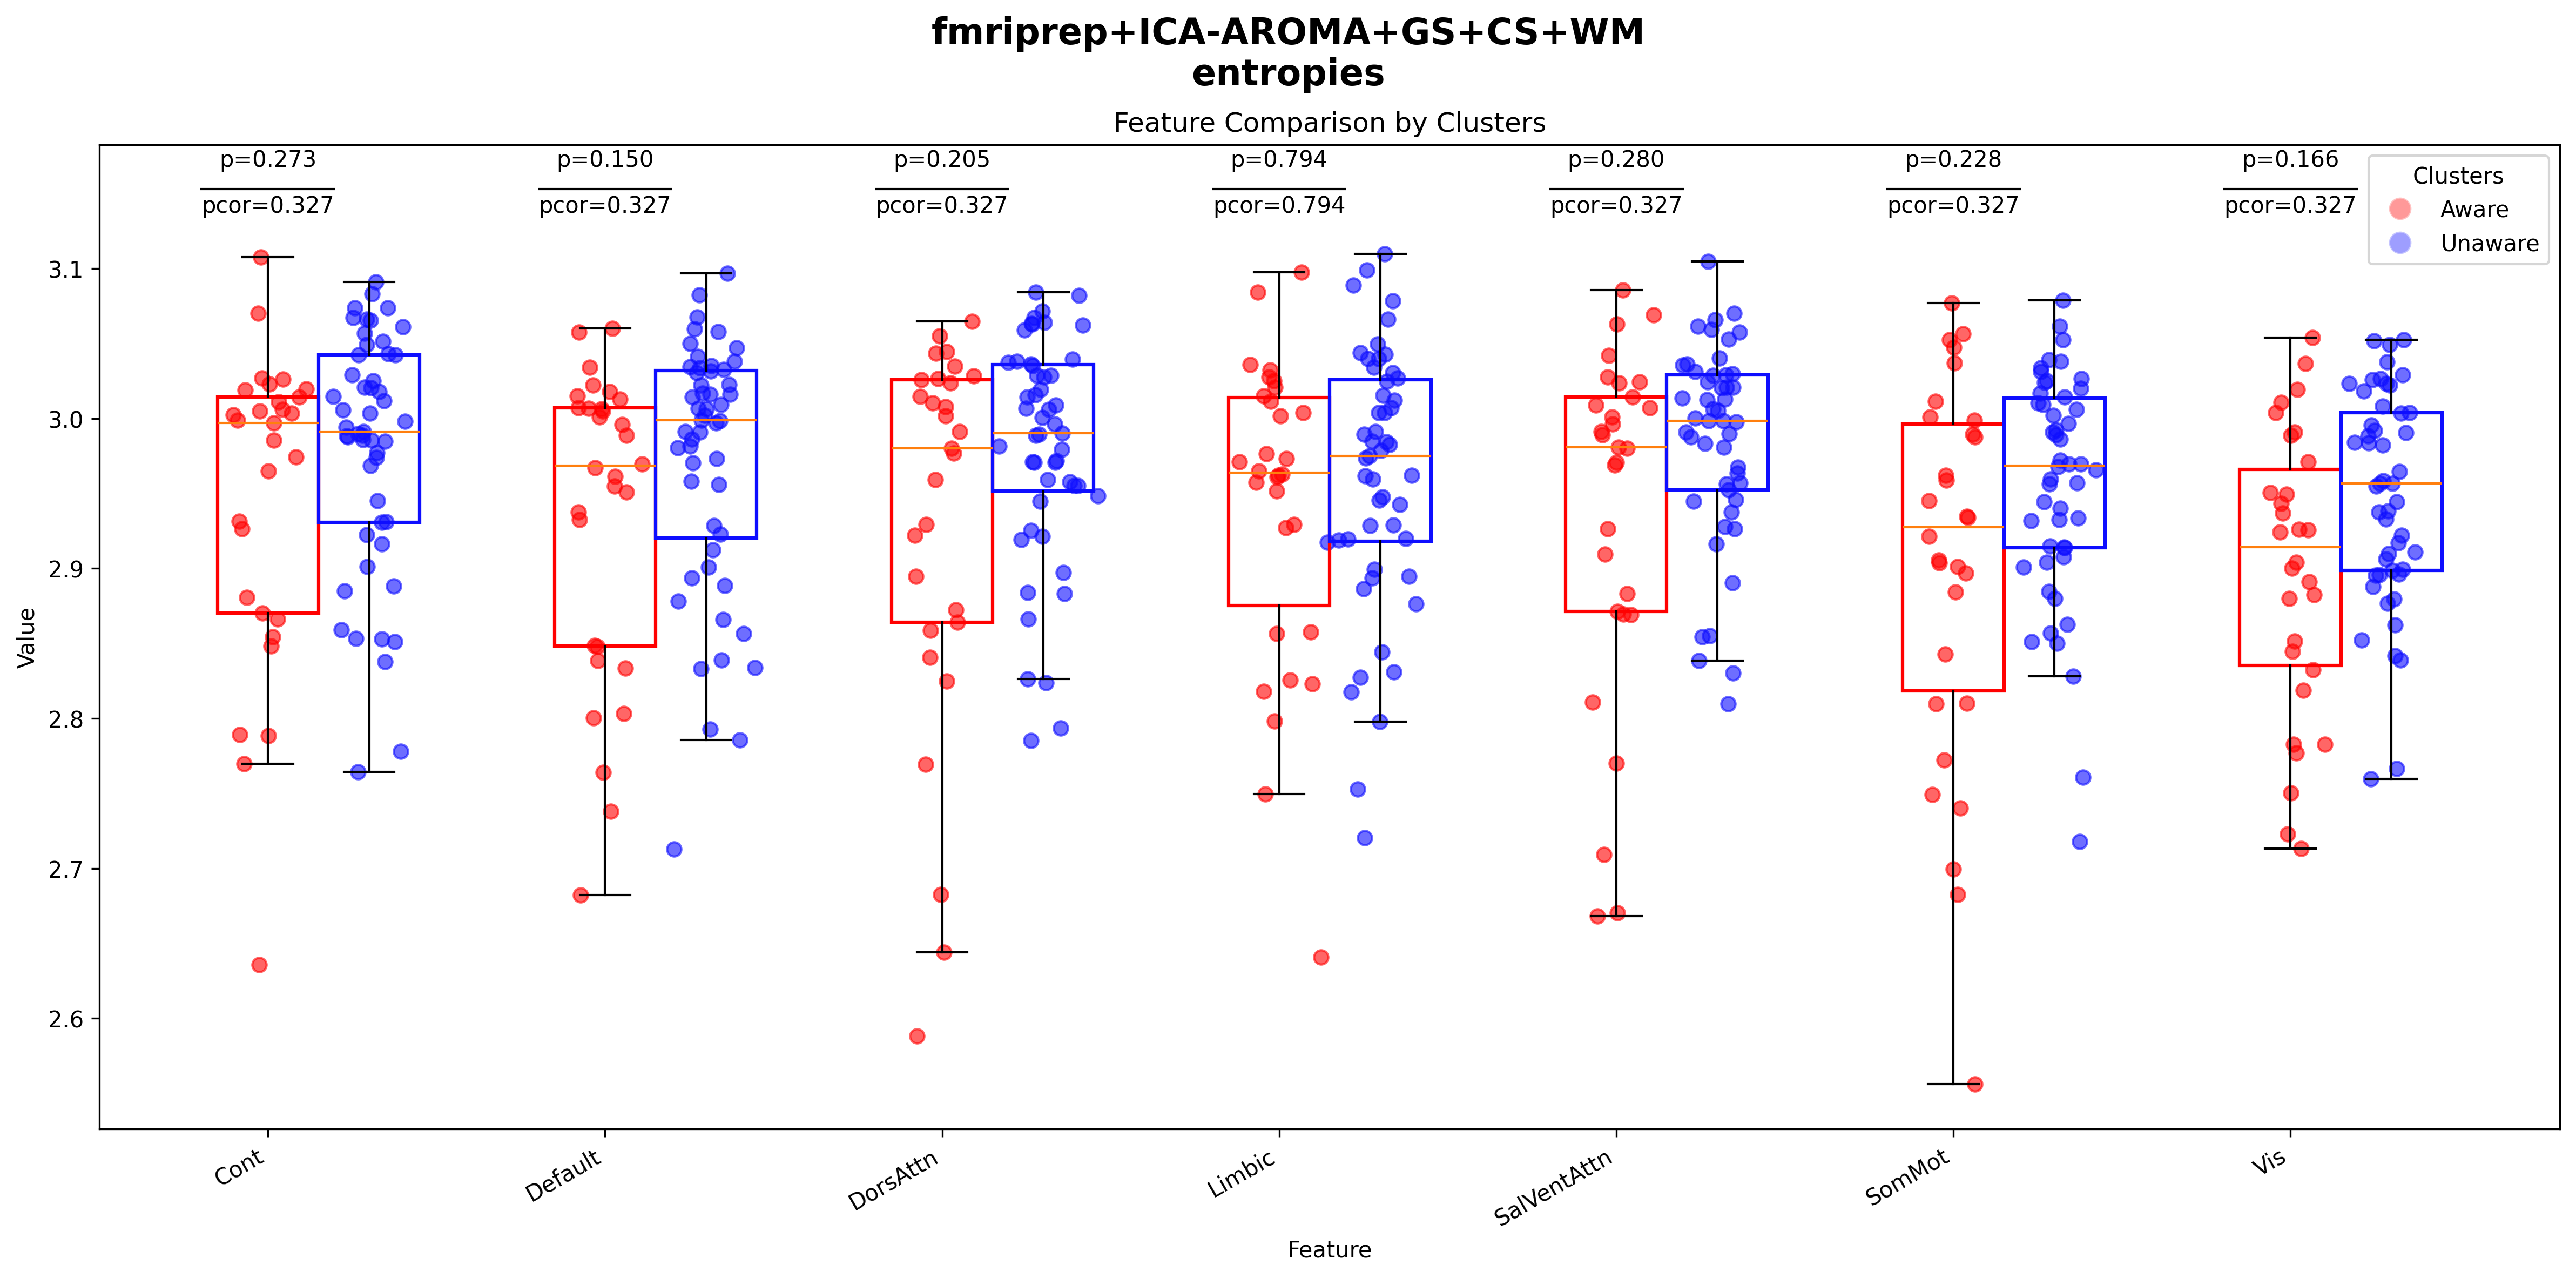 fmriprep+ICA-AROMA+GS+CS+WM
entropies
Feature Comparison by Clusters
p=0.273
pcor=0.327
p=0.150
pcor=0.327
p=0.205
pcor=0.327
p=0.794
pcor=0.794
p=0.280
pcor=0.327
p=0.228
pcor=0.327
p=0.166
pcor=0.327
Clusters
Aware
Unaware
Value
3.1
3.0
2.9
2.8
2.7
2.6
Cont
Default
DorsAttn
Limbic
SalVentAttn
SomMot
Vis
Feature